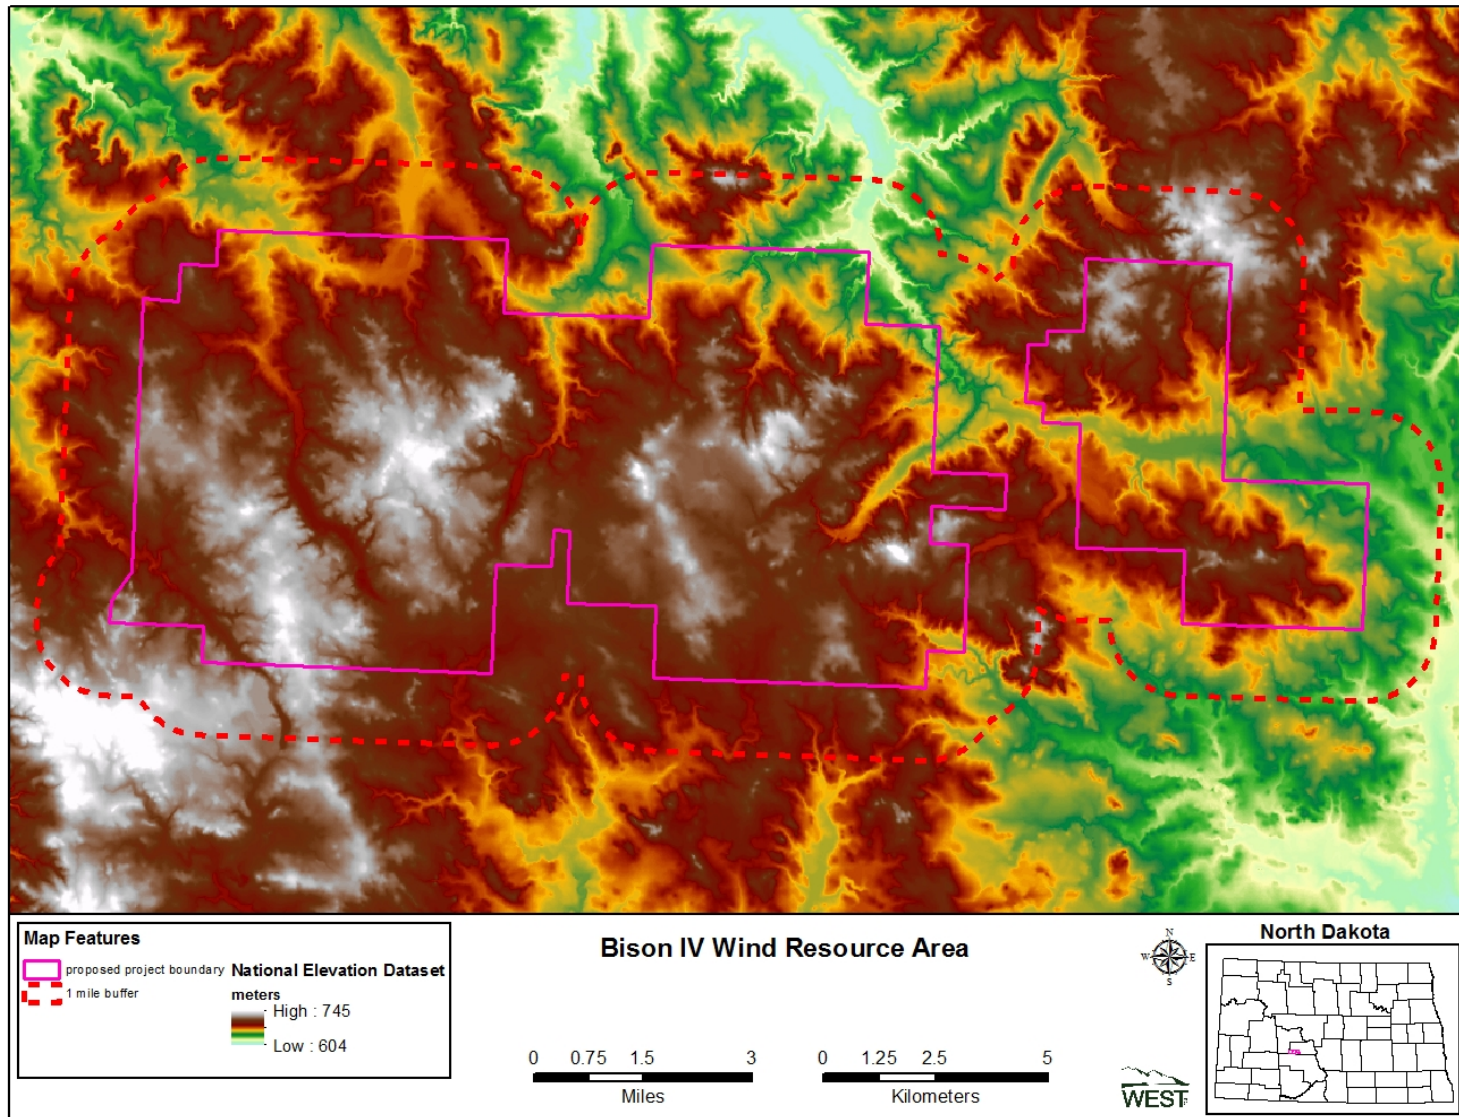 Map Features
proposed project boundary
1 mile buffer
National Elevation Dataset
meters
High : 745
Low : 604
Bison IV Wind Resource Area
0 0.75 1.5 3
Miles
0 1.25 2.5 5
Kilometers
N
W E
S
WEST
North Dakota